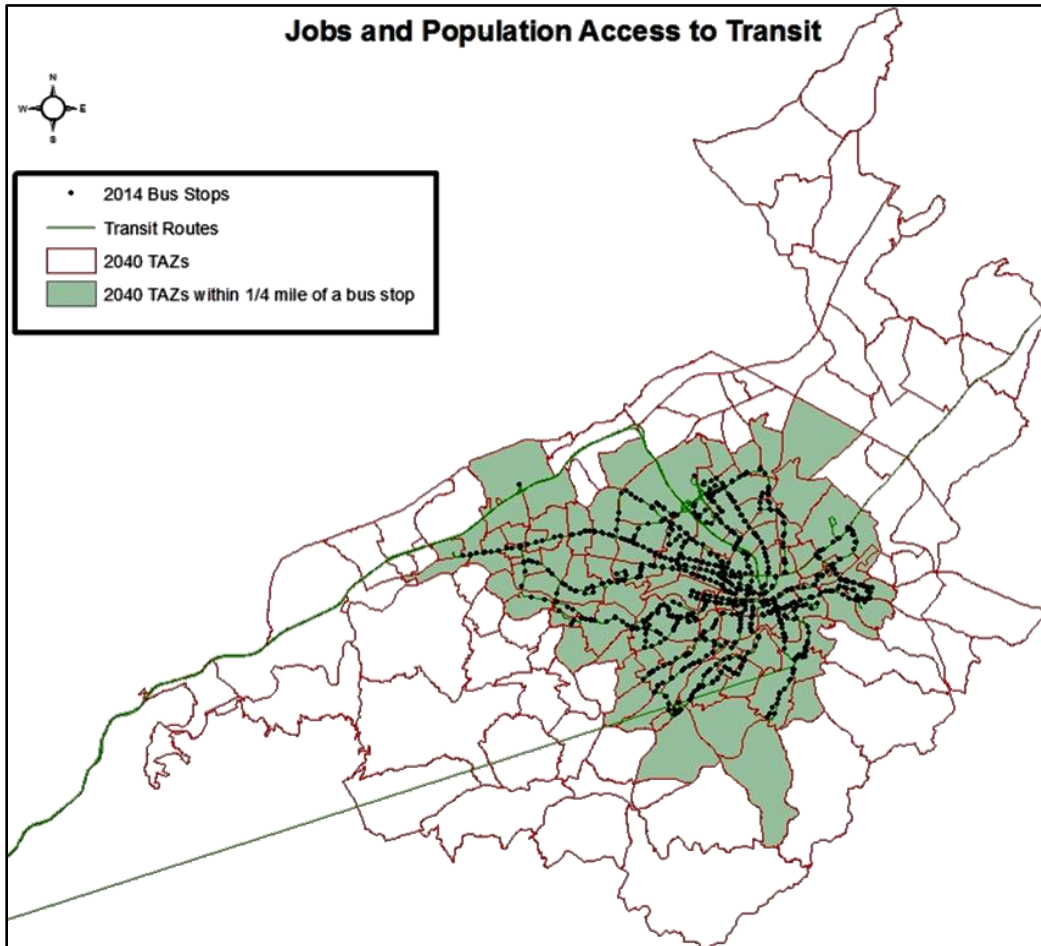 Jobs and Population Access to Transit
N
W E
S
2014 Bus Stops
Transit Routes
2040 TAZs
2040 TAZs within 1/4 mile of a bus stop